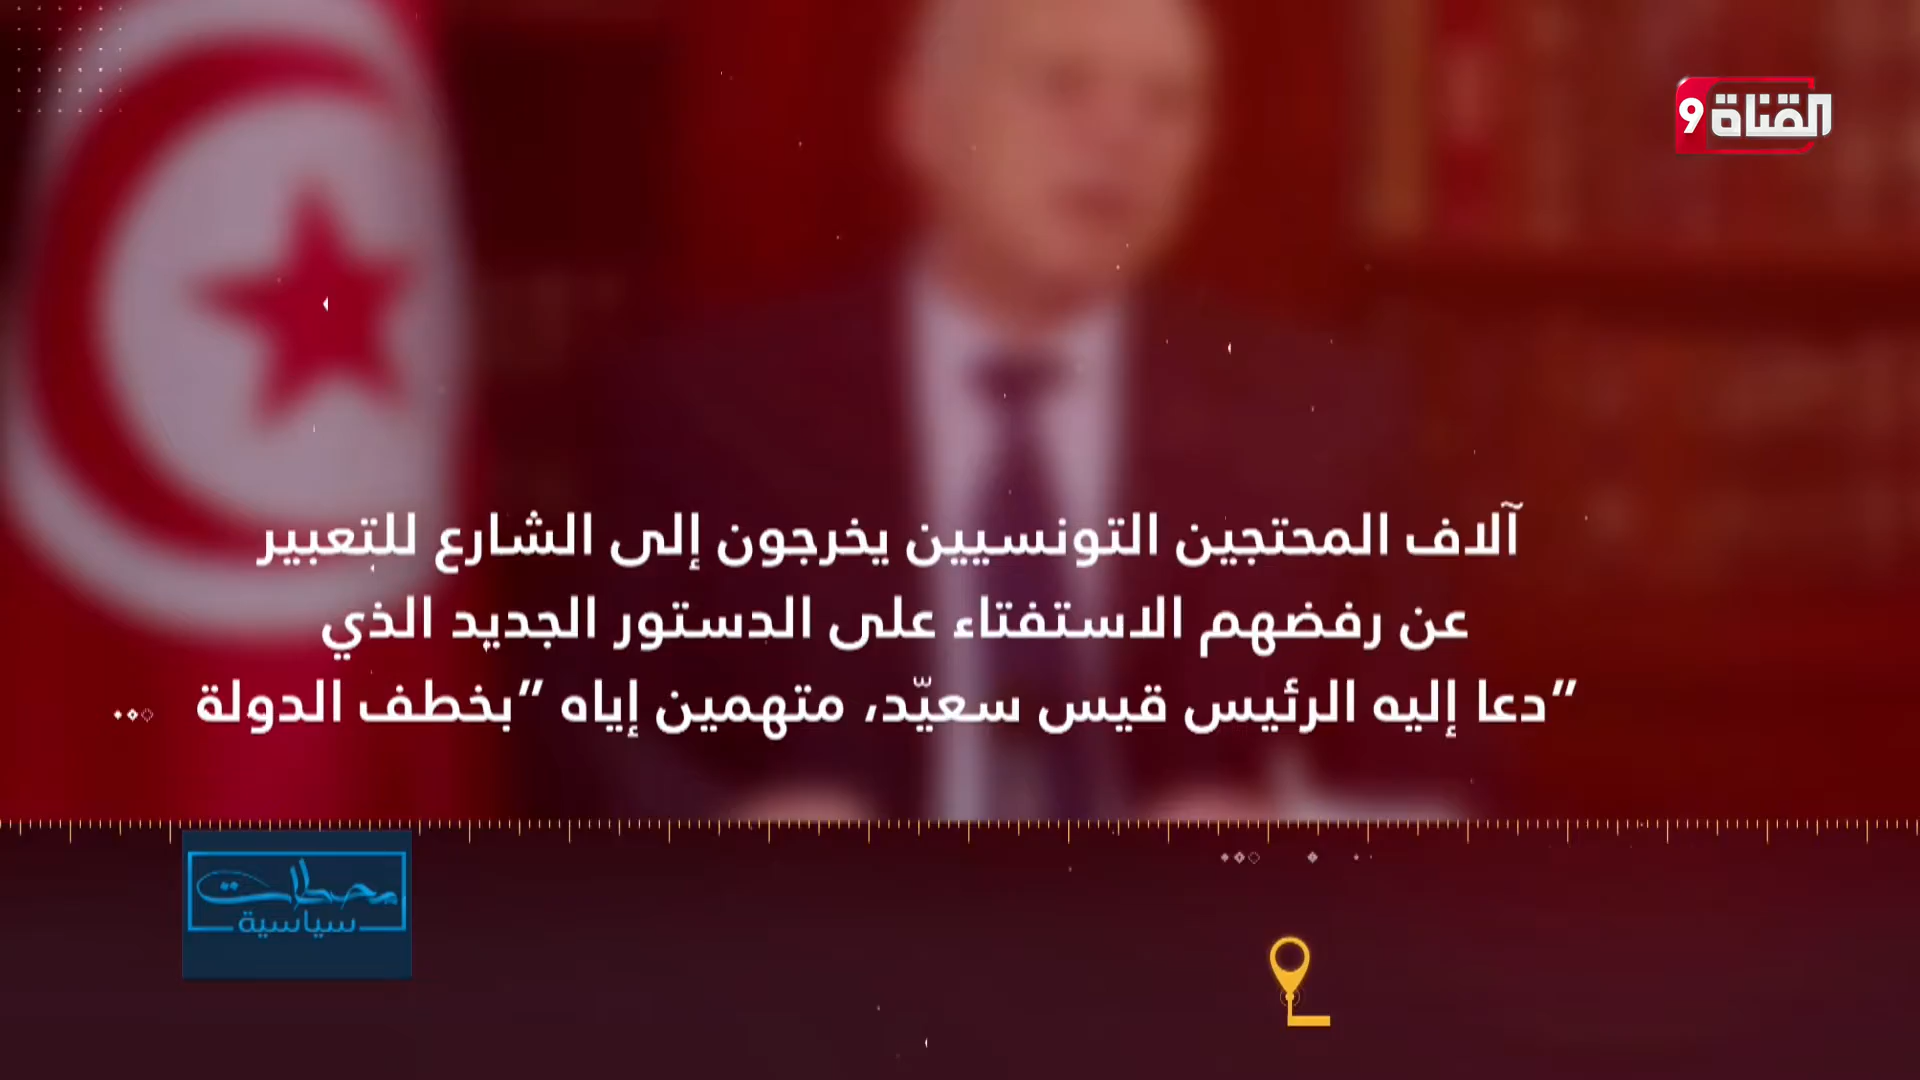 القناة 9
آلاف المحتجين التونسيين يخرجون إلى الشارع للتعبير
عن رفضهم الاستفتاء على الدستور الجديد الذي
”دعا إليه الرئيس قيس سعيّد، متهمين إياه ”بخطف الدولة
محطات
سياسية